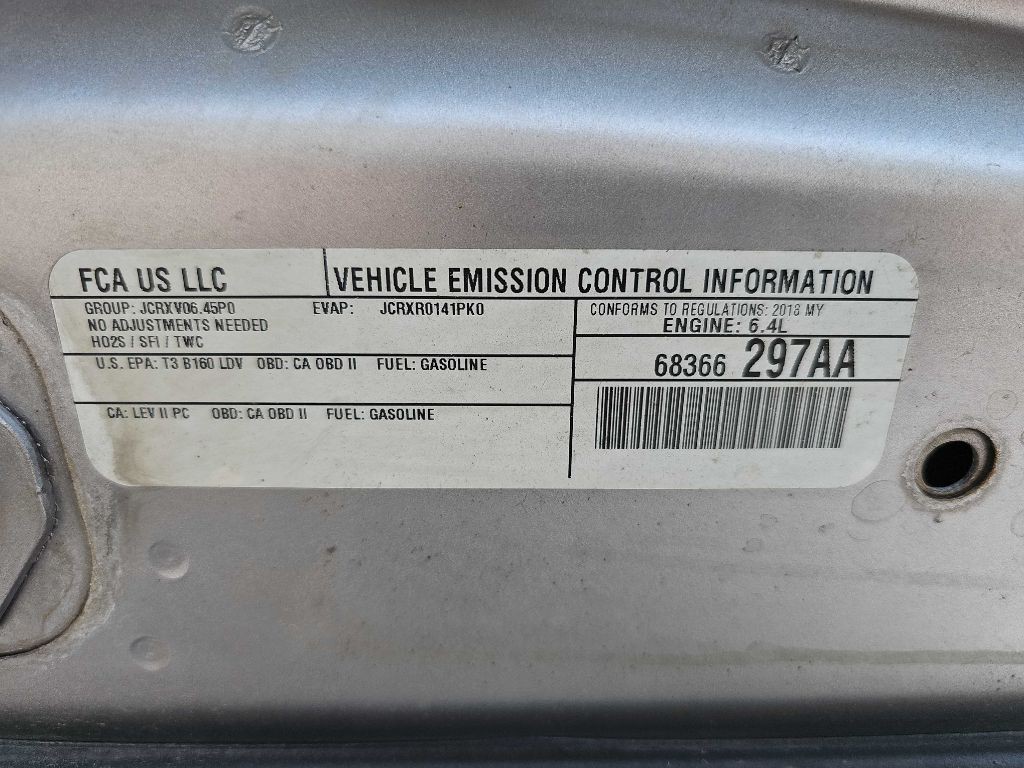 FCA US LLC VEHICLE EMISSION CONTROL INFORMATION
GROUP: JCRXV06.45P0 EVAP: JCRXR0141PK0
NO ADJUSTMENTS NEEDED
HO2S / SFI / TWC
U.S. EPA: T3 B160 LDV OBD: CA OBD II FUEL: GASOLINE
CA: LEV II PC OBD: CA OBD II FUEL: GASOLINE
CONFORMS TO REGULATIONS: 2018 MY
ENGINE: 6.4L
68366 297AA